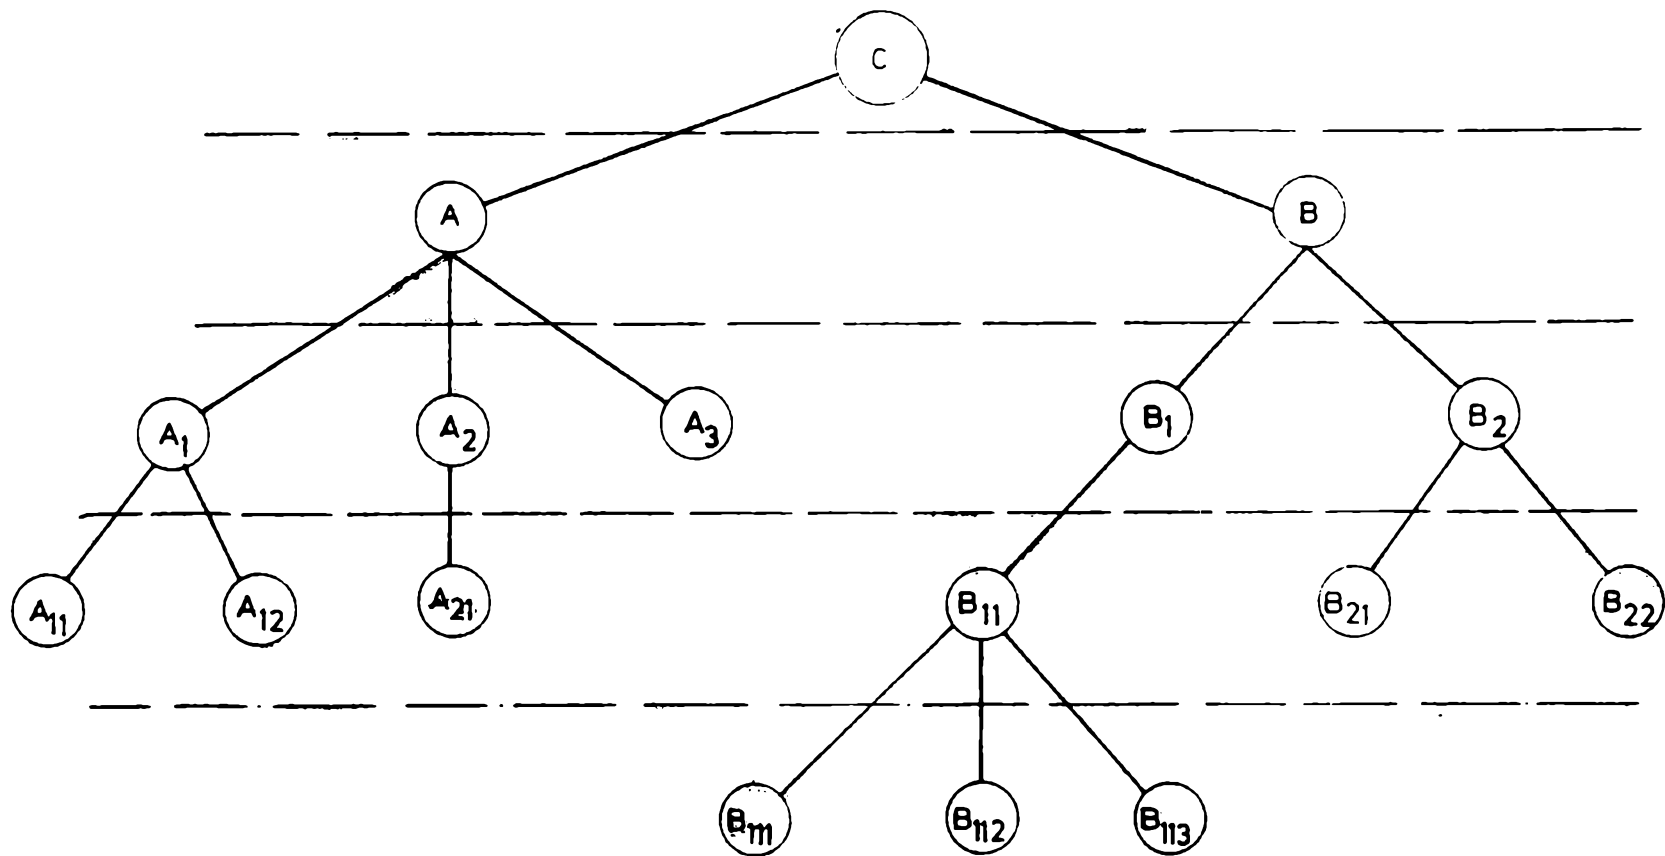 C
A B
A₁ A₂ A₃ B₁ B₂
A₁₁ A₁₂ A₂₁ B₁₁ B₂₁ B₂₂
B₁₁₁ B₁₁₂ B₁₁₃